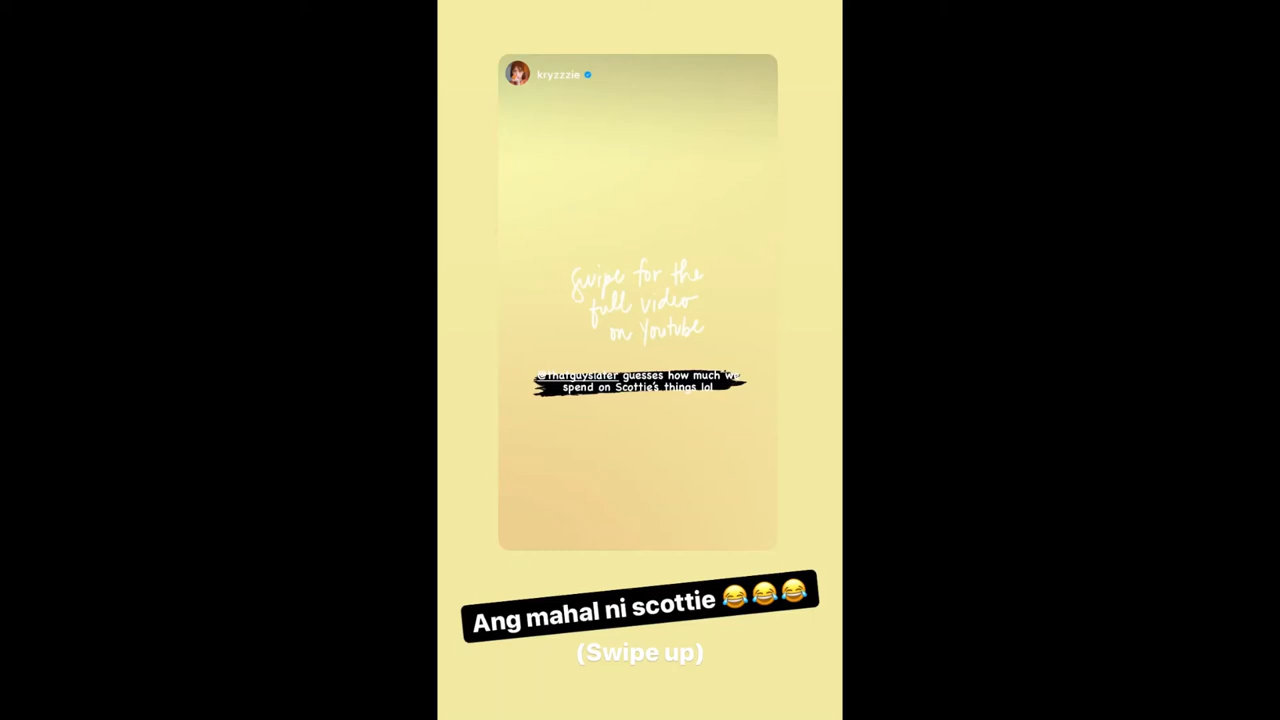 kryzzzie
Swipe for the
full video
on Youtube
@thatguyslater guesses how much we
spend on Scottie's things lol
Ang mahal ni scottie 😂😂😂
(Swipe up)